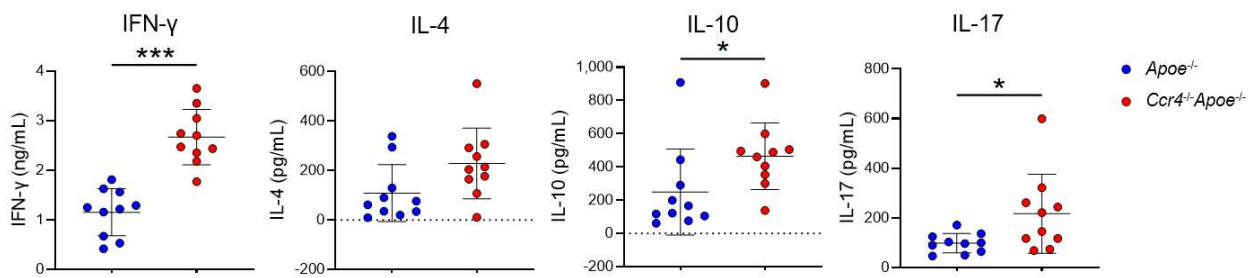 IFN-γ
IL-4
IL-10
IL-17
***
*
*
IFN-γ (ng/mL)
4
3
2
1
0
IL-4 (pg/mL)
600
400
200
0
-200
IL-10 (pg/mL)
1,000
800
600
400
200
0
-200
IL-17 (pg/mL)
800
600
400
200
0
Apoe-/-
Ccr4-/-Apoe-/-